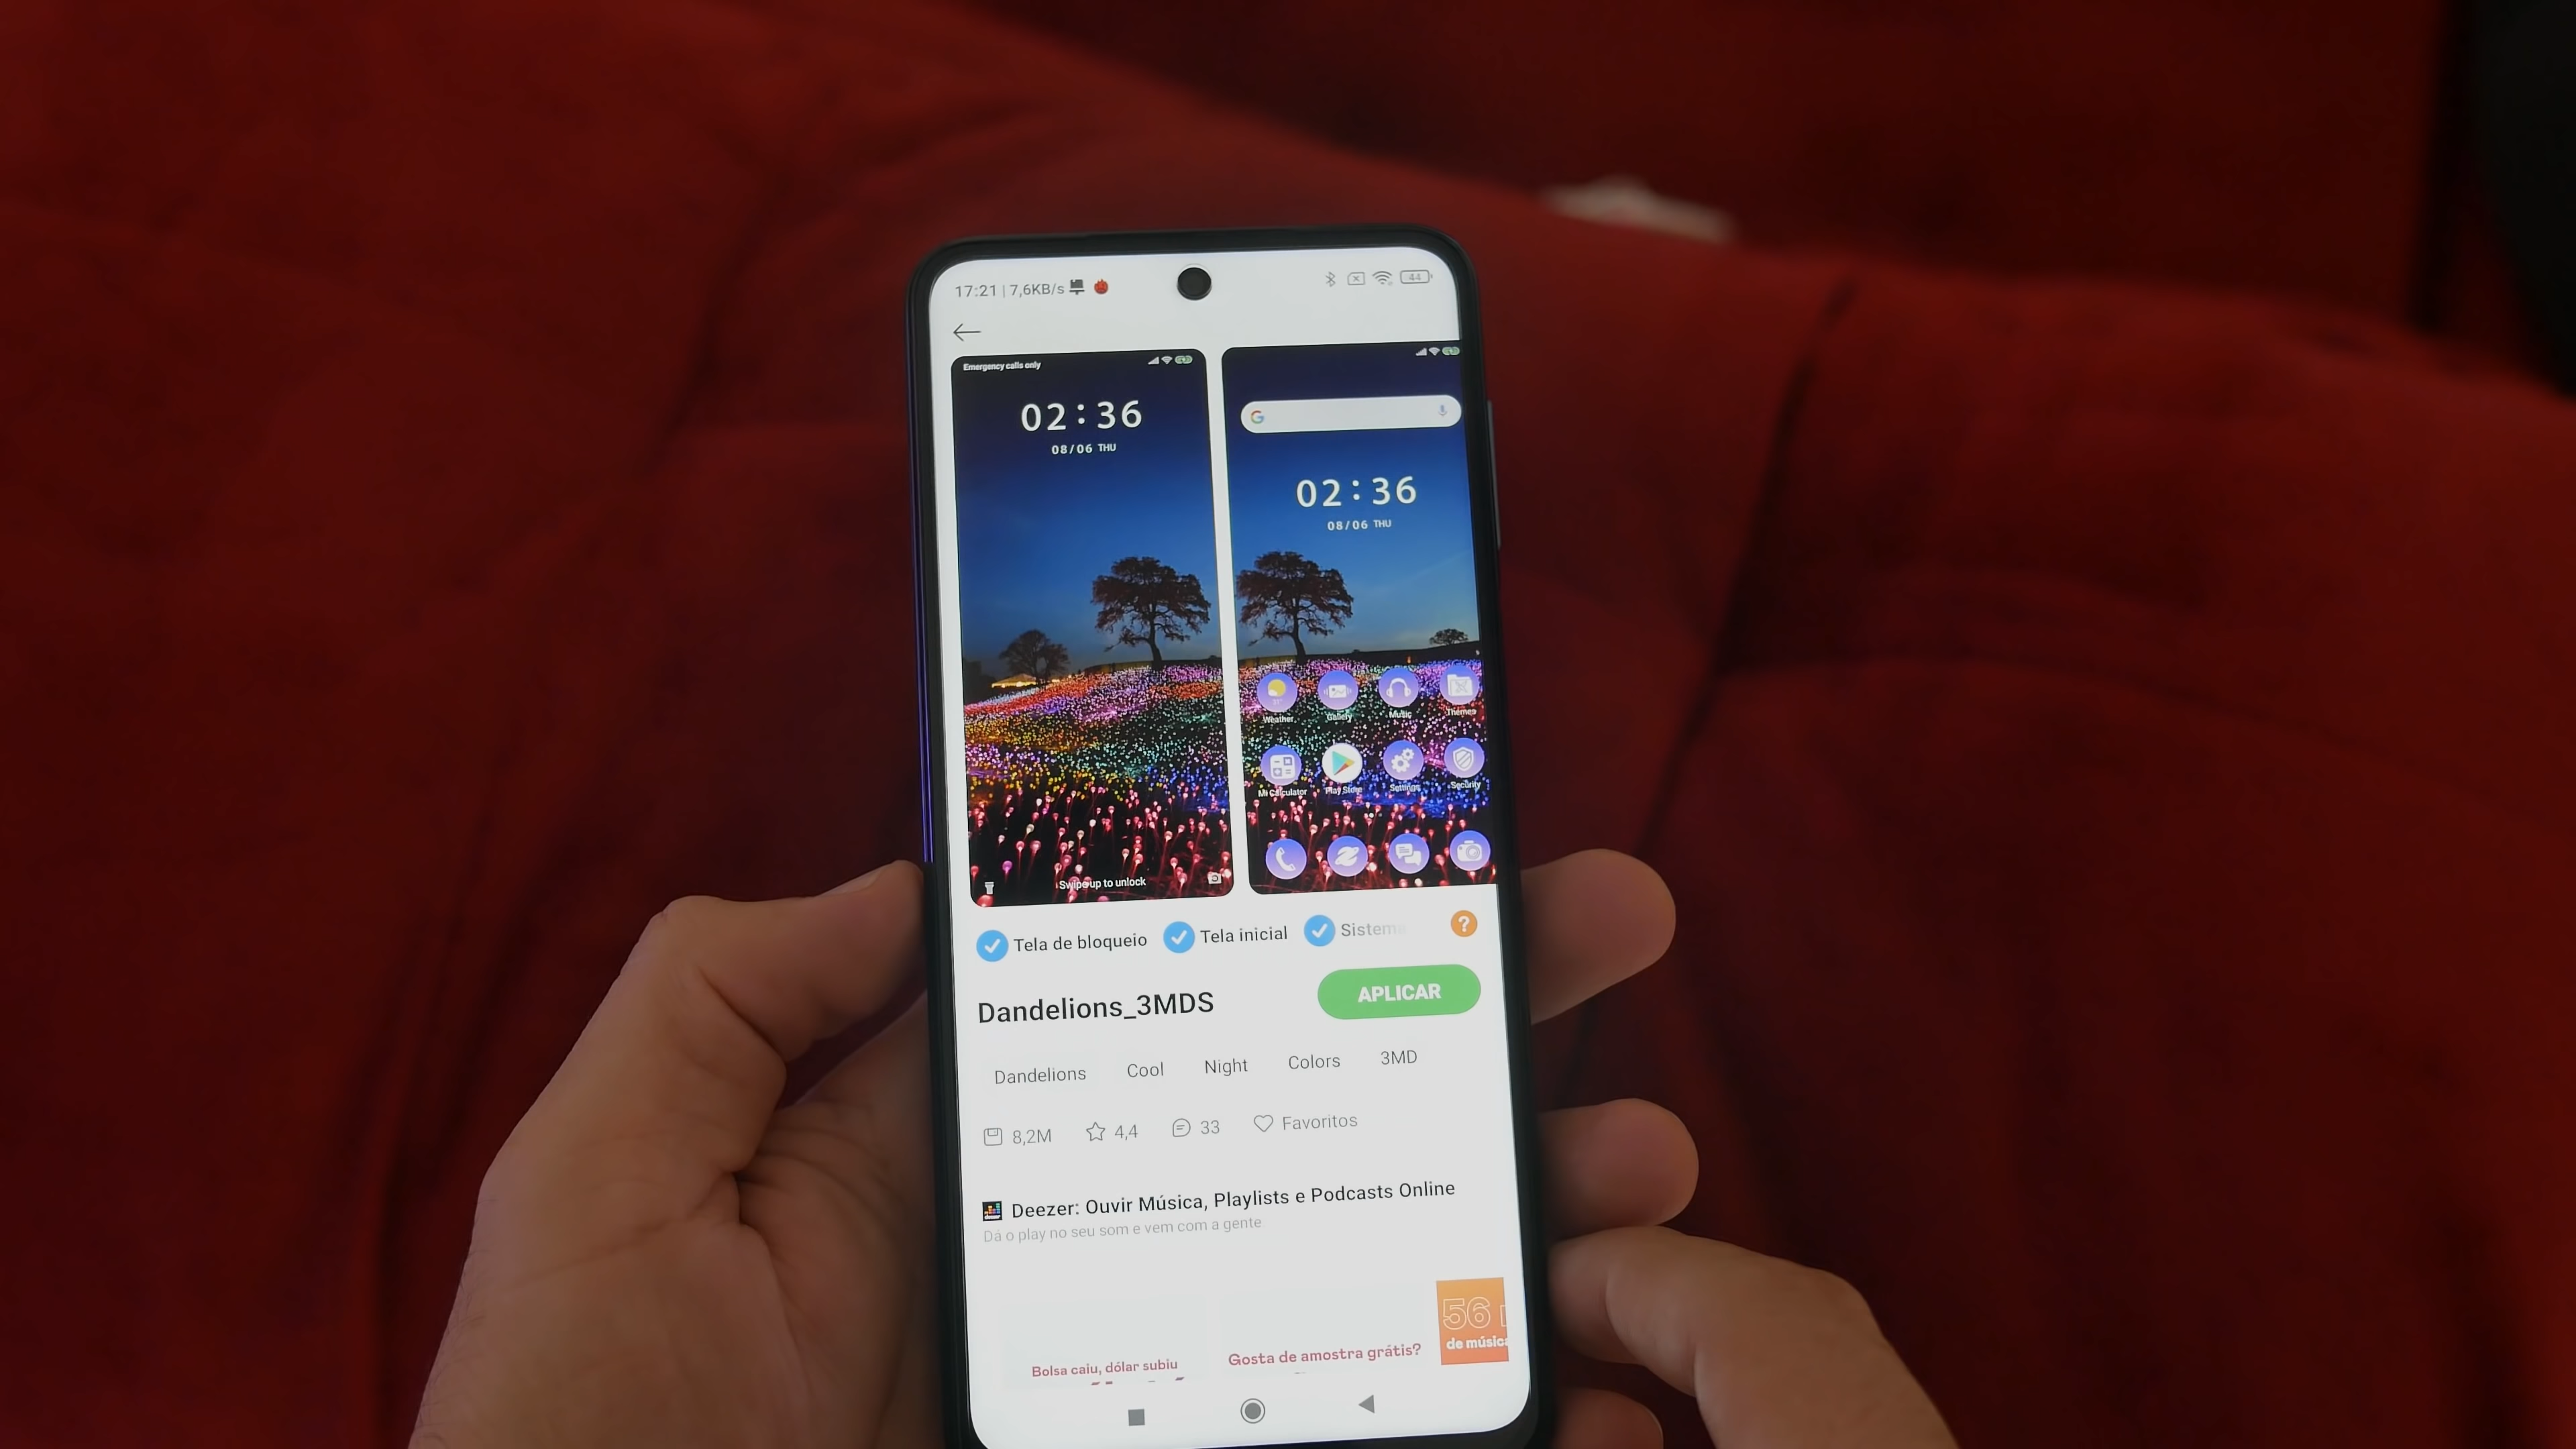 17:21 | 7,6KB/s
44
Emergency calls only
02:36
08/06 THU
Swipe up to unlock
G
02:36
08/06 THU
Weather Gallery Music Themes
Mi Calculator Play Store Settings Security
Tela de bloqueio Tela inicial Sistema ?
Dandelions_3MDS APLICAR
Dandelions Cool Night Colors 3MD
8,2M 4,4 33 Favoritos
Deezer: Ouvir Música, Playlists e Podcasts Online
Dá o play no seu som e vem com a gente
Bolsa caiu, dólar subiu
Gosta de amostra grátis?
56
de música